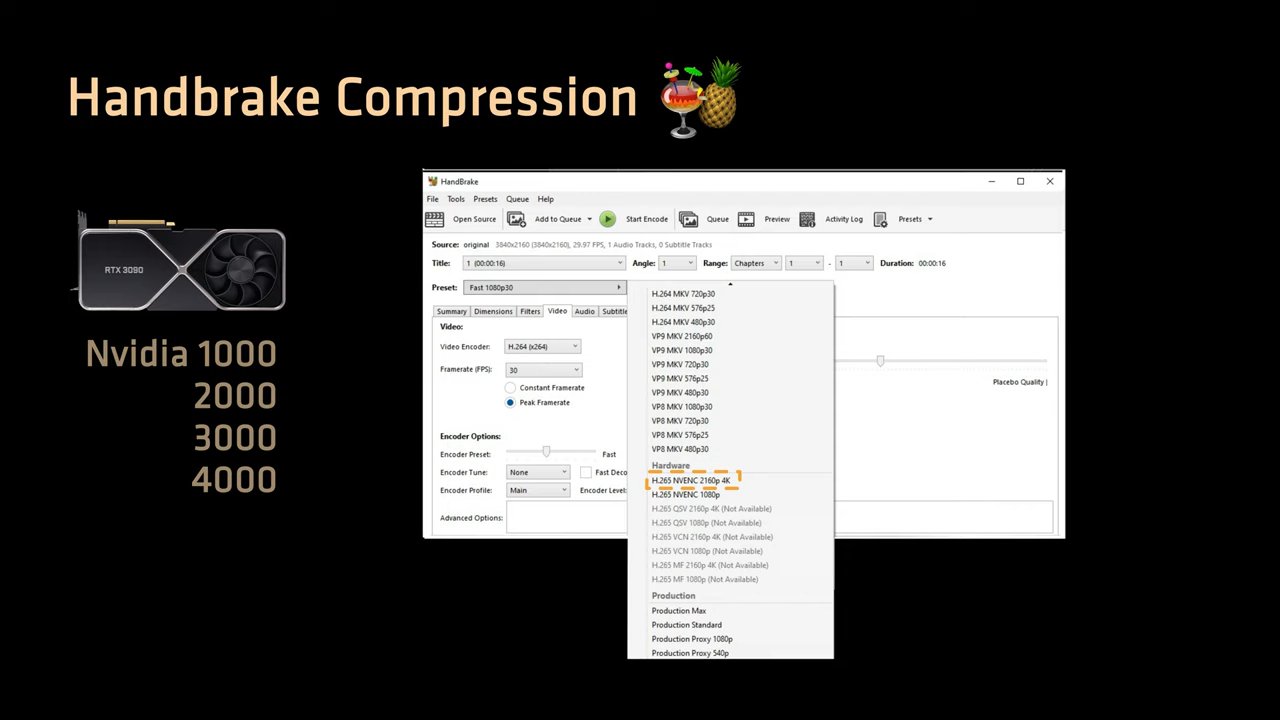 Handbrake Compression
RTX 3090
Nvidia 1000
2000
3000
4000
HandBrake
File Tools Presets Queue Help
Open Source Add to Queue Start Encode Queue Preview Activity Log Presets
Source: original 3840x2160 (3840x2160), 29.97 FPS, 1 Audio Tracks, 0 Subtitle Tracks
Title: 1 (00:00:16) Angle: 1 Range: Chapters 1 - 1 Duration: 00:00:16
Preset: Fast 1080p30
Summary Dimensions Filters Video Audio Subtitle
Video:
Video Encoder: H.264 (x264)
Framerate (FPS): 30
Constant Framerate
Peak Framerate
Placebo Quality |
Encoder Options:
Encoder Preset: Fast
Encoder Tune: None Fast Deco
Encoder Profile: Main Encoder Level:
Advanced Options:
H.264 MKV 720p30
H.264 MKV 576p25
H.264 MKV 480p30
VP9 MKV 2160p60
VP9 MKV 1080p30
VP9 MKV 720p30
VP9 MKV 576p25
VP9 MKV 480p30
VP8 MKV 1080p30
VP8 MKV 720p30
VP8 MKV 576p25
VP8 MKV 480p30
Hardware
H.265 NVENC 2160p 4K
H.265 NVENC 1080p
H.265 QSV 2160p 4K (Not Available)
H.265 QSV 1080p (Not Available)
H.265 VCN 2160p 4K (Not Available)
H.265 VCN 1080p (Not Available)
H.265 MF 2160p 4K (Not Available)
H.265 MF 1080p (Not Available)
Production
Production Max
Production Standard
Production Proxy 1080p
Production Proxy 540p